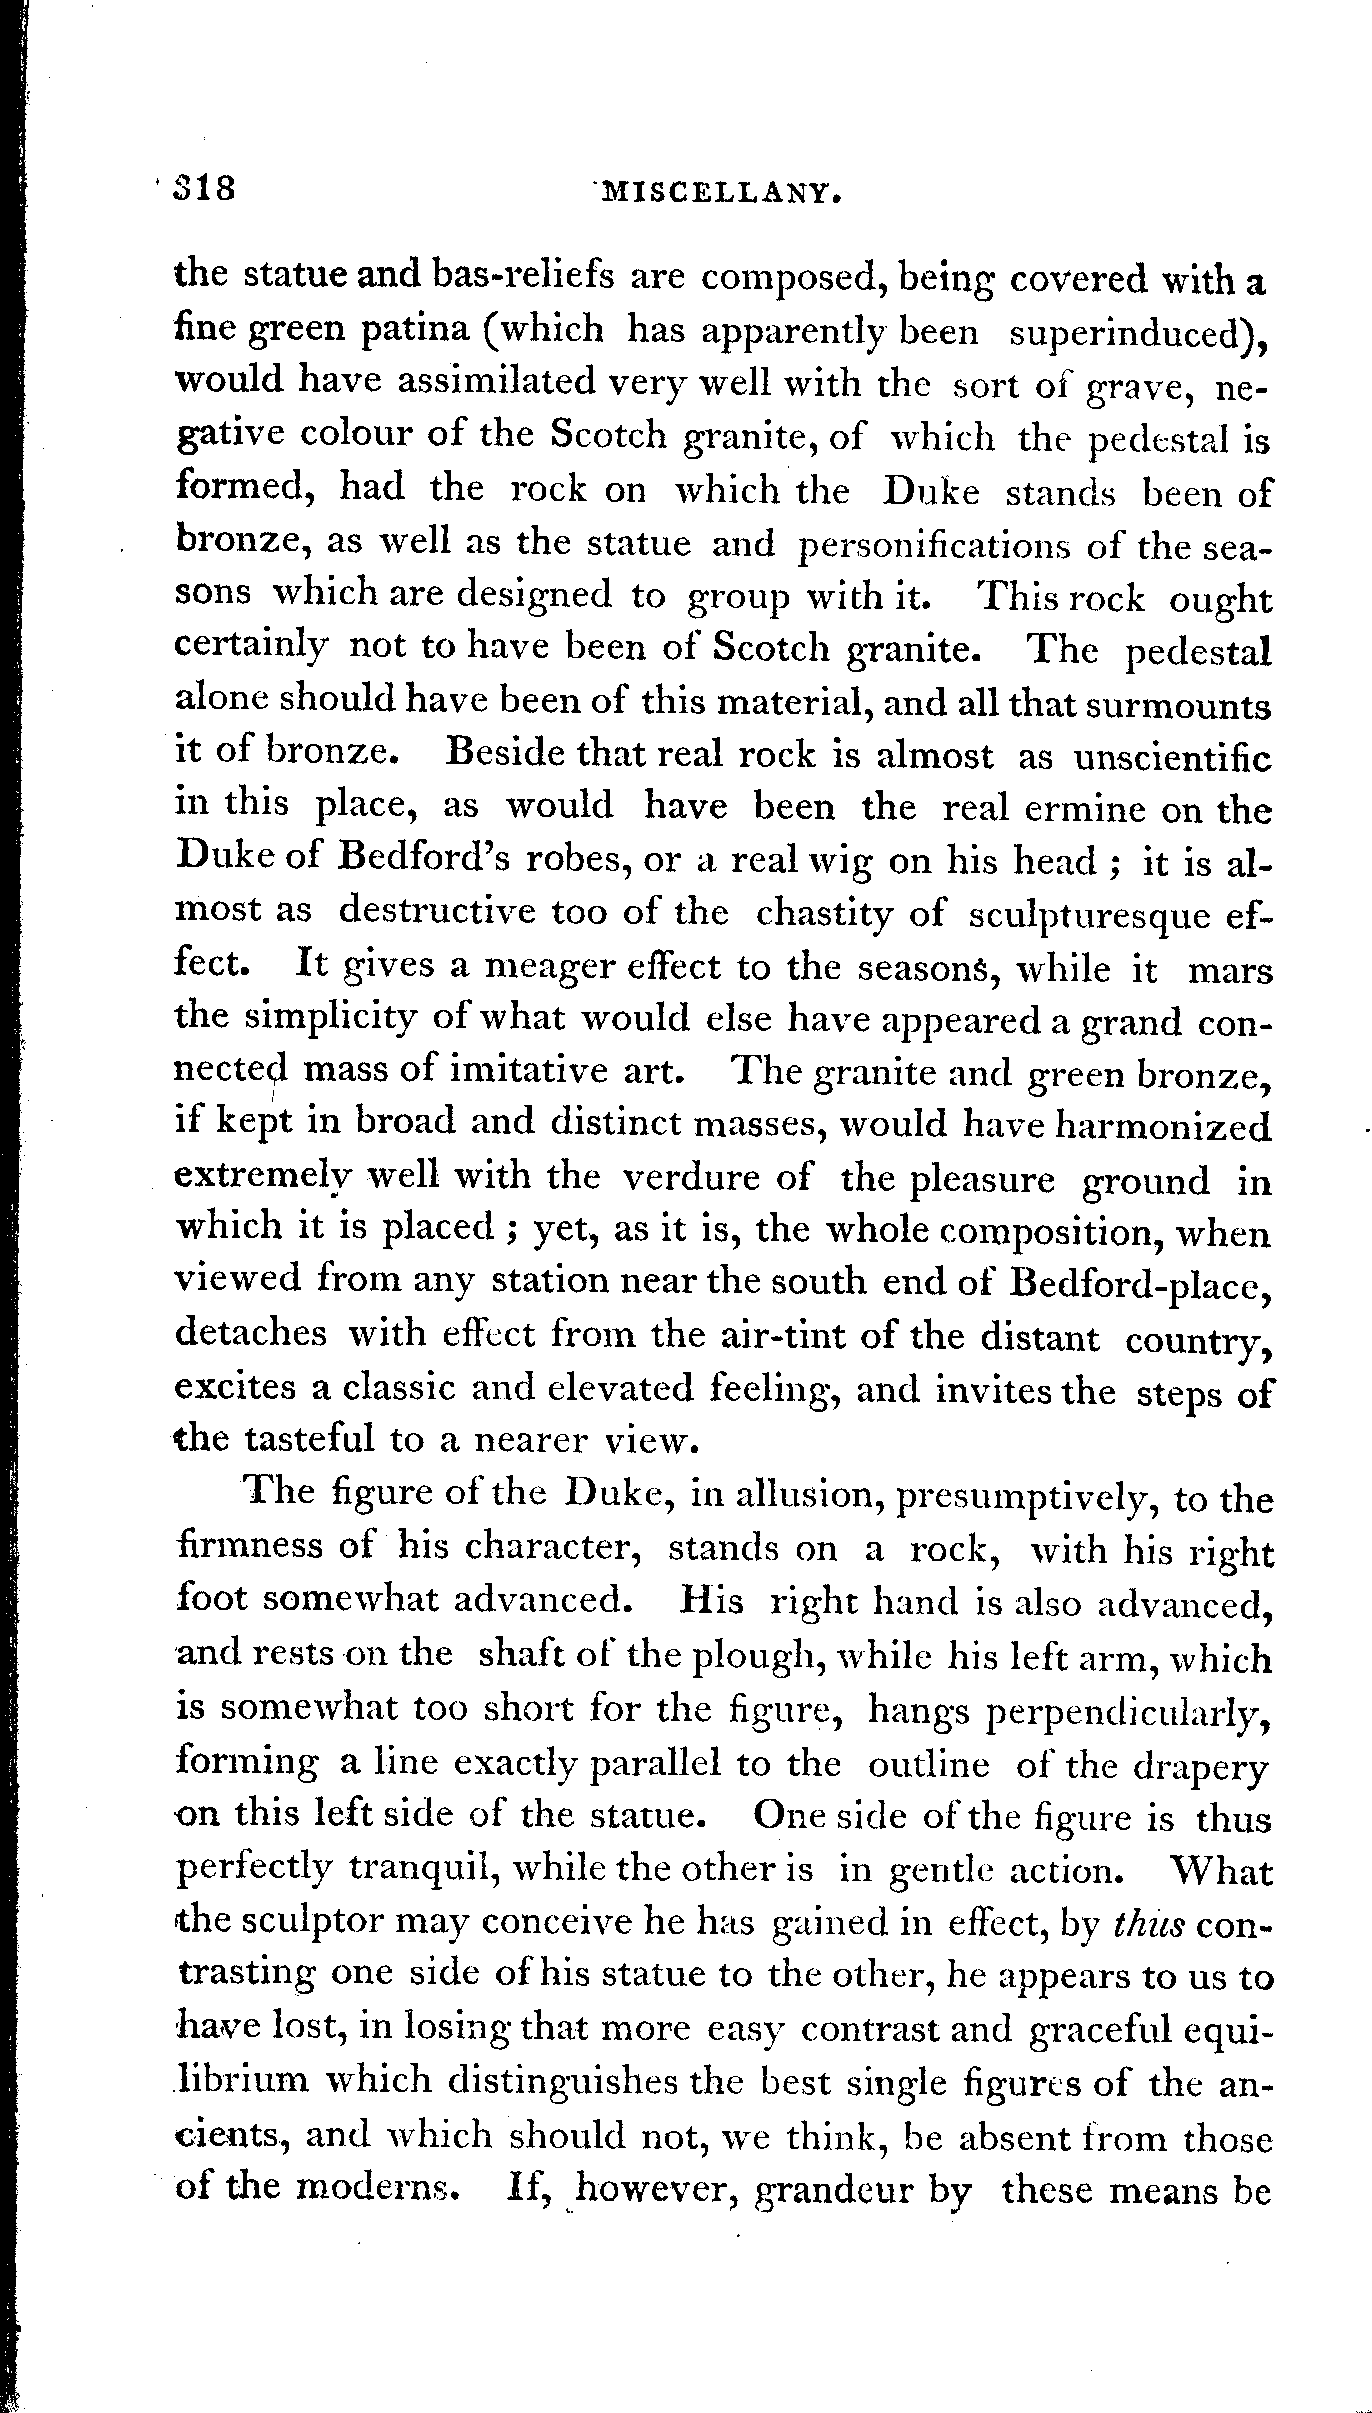 318 MISCELLANY.
the statue and bas-reliefs are composed, being covered with a
fine green patina (which has apparently been superinduced),
would have assimilated very well with the sort of grave, ne-
gative colour of the Scotch granite, of which the pedestal is
formed, had the rock on which the Duke stands been of
bronze, as well as the statue and personifications of the sea-
sons which are designed to group with it. This rock ought
certainly not to have been of Scotch granite. The pedestal
alone should have been of this material, and all that surmounts
it of bronze. Beside that real rock is almost as unscientific
in this place, as would have been the real ermine on the
Duke of Bedford's robes, or a real wig on his head ; it is al-
most as destructive too of the chastity of sculpturesque ef-
fect. It gives a meager effect to the seasons, while it mars
the simplicity of what would else have appeared a grand con-
nected mass of imitative art. The granite and green bronze,
if kept in broad and distinct masses, would have harmonized
extremely well with the verdure of the pleasure ground in
which it is placed ; yet, as it is, the whole composition, when
viewed from any station near the south end of Bedford-place,
detaches with effect from the air-tint of the distant country,
excites a classic and elevated feeling, and invites the steps of
the tasteful to a nearer view.
The figure of the Duke, in allusion, presumptively, to the
firmness of his character, stands on a rock, with his right
foot somewhat advanced. His right hand is also advanced,
and rests on the shaft of the plough, while his left arm, which
is somewhat too short for the figure, hangs perpendicularly,
forming a line exactly parallel to the outline of the drapery
on this left side of the statue. One side of the figure is thus
perfectly tranquil, while the other is in gentle action. What
the sculptor may conceive he has gained in effect, by thus con-
trasting one side of his statue to the other, he appears to us to
have lost, in losing that more easy contrast and graceful equi-
librium which distinguishes the best single figures of the an-
cients, and which should not, we think, be absent from those
of the moderns. If, however, grandeur by these means be